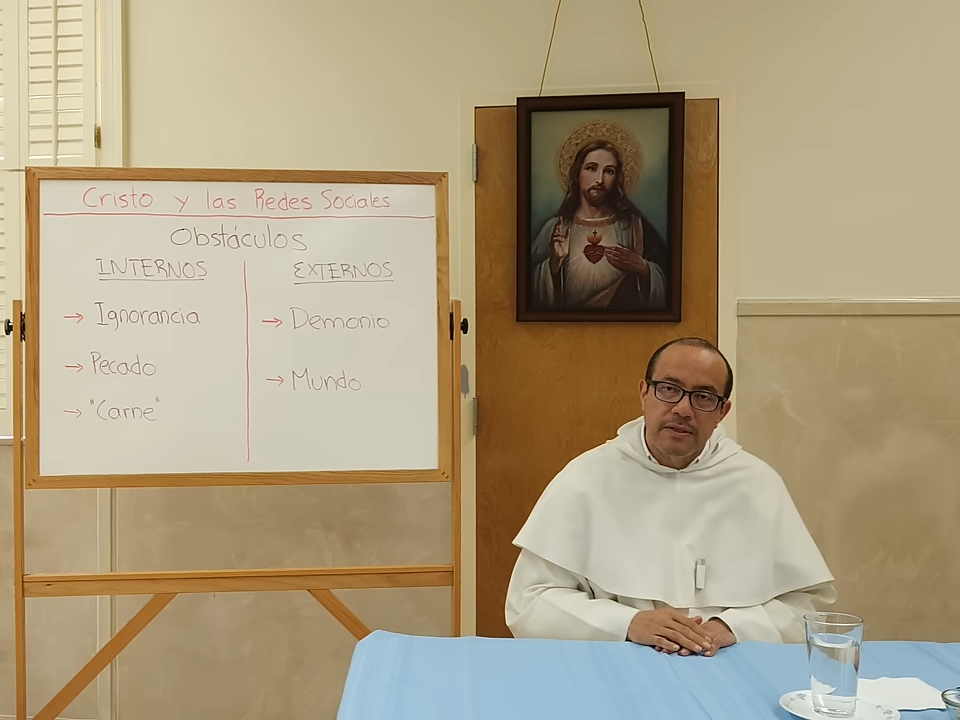 Cristo y las Redes Sociales
Obstáculos
INTERNOS
→ Ignorancia
→ Pecado
→ "Carne"
EXTERNOS
→ Demonio
→ Mundo